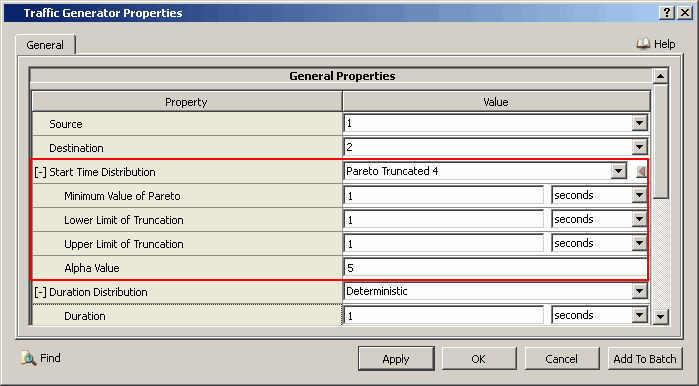 Traffic Generator Properties
General
Help
General Properties
Property Value
Source 1
Destination 2
[-] Start Time Distribution Pareto Truncated 4
Minimum Value of Pareto 1 seconds
Lower Limit of Truncation 1 seconds
Upper Limit of Truncation 1 seconds
Alpha Value 5
[-] Duration Distribution Deterministic
Duration 1 seconds
Find Apply OK Cancel Add To Batch